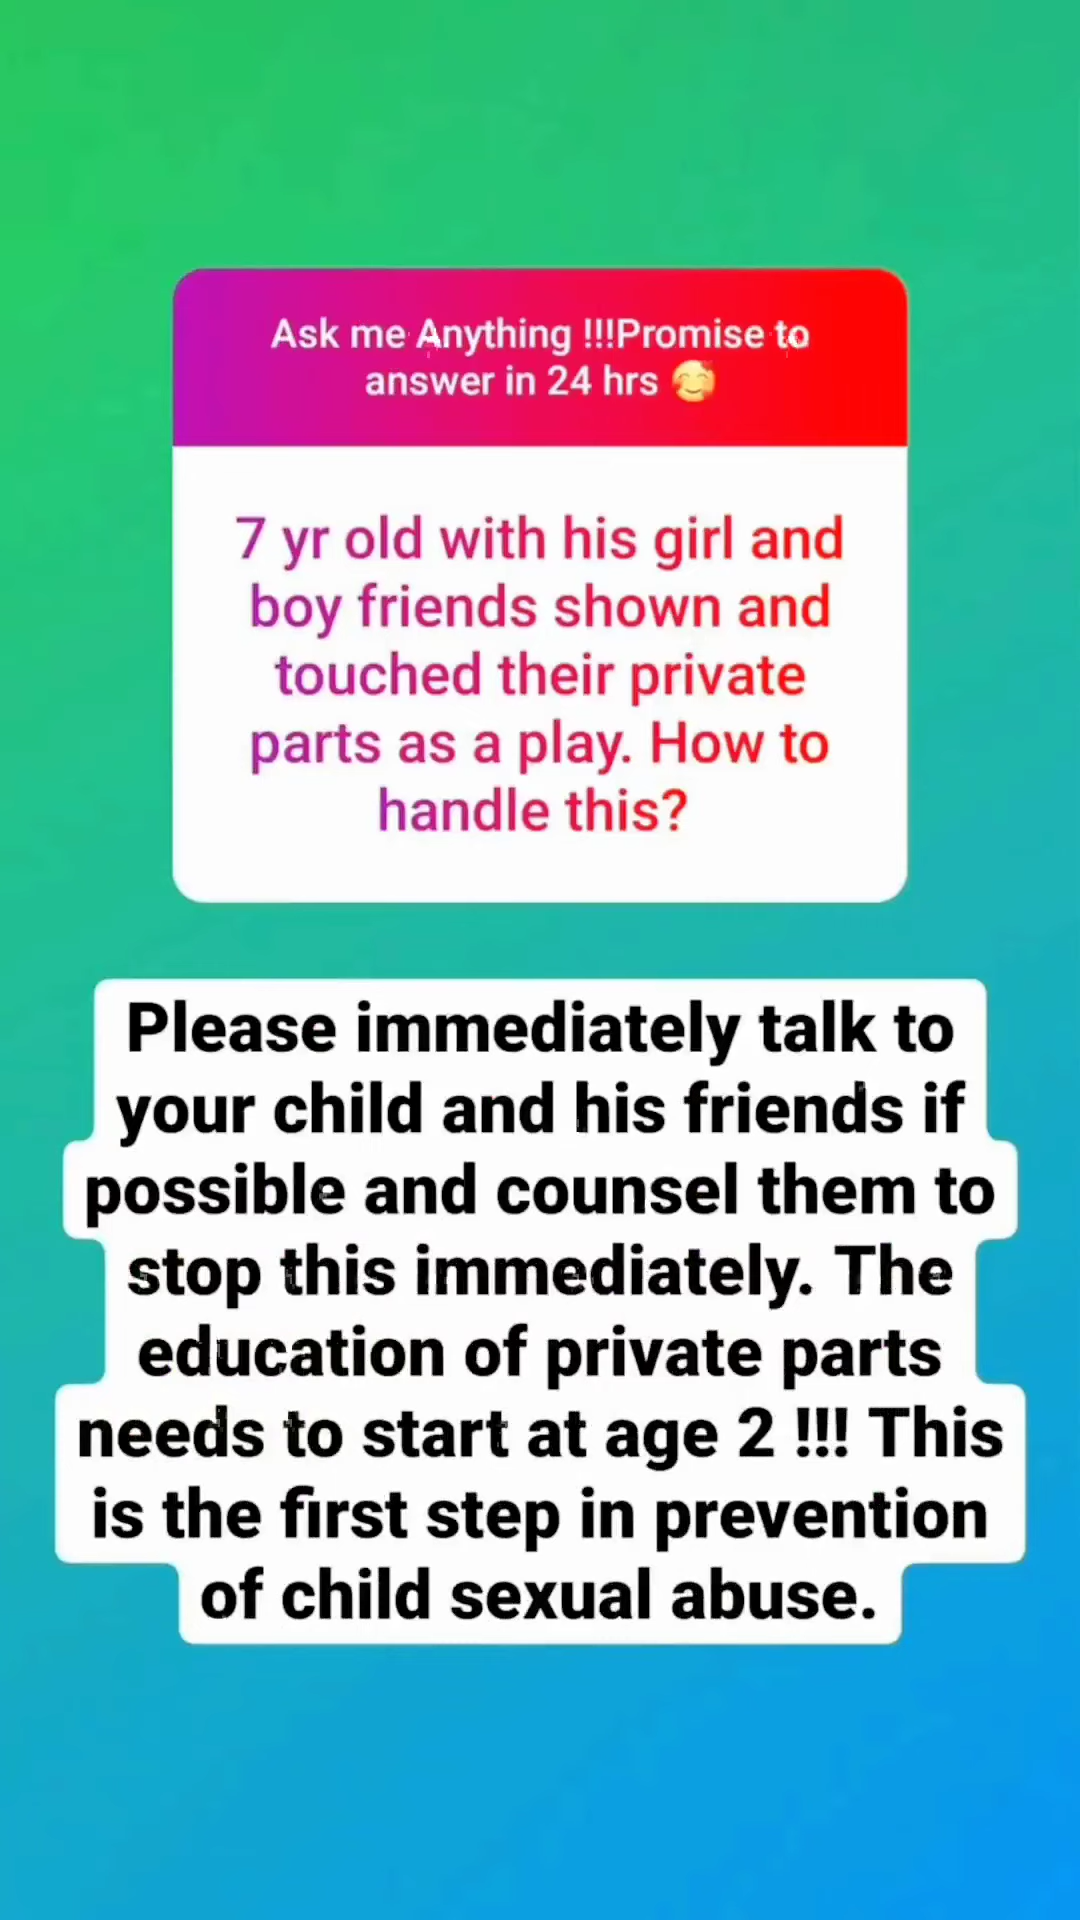 Ask me Anything !!!Promise to
answer in 24 hrs 🥰
7 yr old with his girl and
boy friends shown and
touched their private
parts as a play. How to
handle this?
Please immediately talk to
your child and his friends if
possible and counsel them to
stop this immediately. The
education of private parts
needs to start at age 2 !!! This
is the first step in prevention
of child sexual abuse.